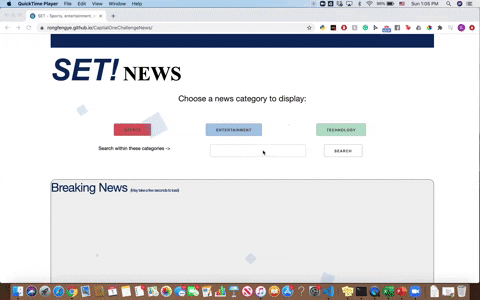 QuickTime Player File Edit View Window Help 96% Sun 1:05 PM
SET - Sports, entertainment,
rongfengye.github.io/CapitalOneChallengeNews/
SET! NEWS
Choose a news category to display:
SPORTS ENTERTAINMENT TECHNOLOGY
Search within these categories -> SEARCH
Breaking News (May take a few seconds to load)